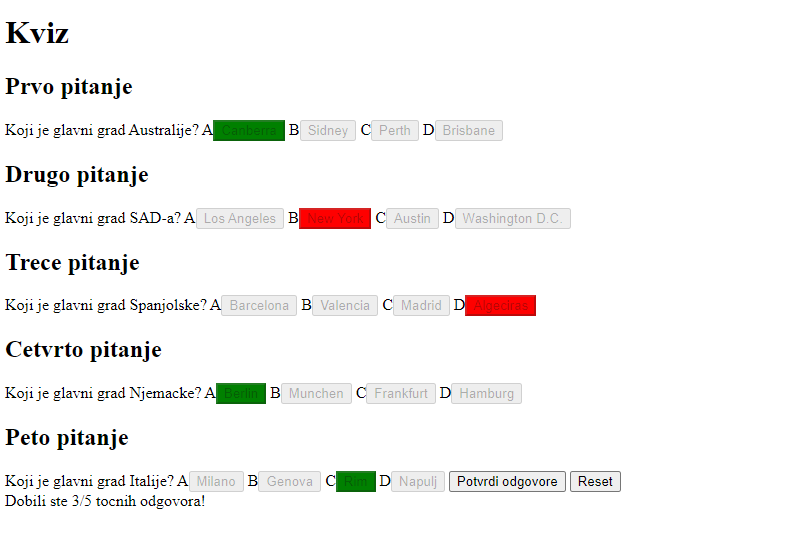 Kviz
Prvo pitanje
Koji je glavni grad Australije? A Canberra B Sidney C Perth D Brisbane
Drugo pitanje
Koji je glavni grad SAD-a? A Los Angeles B New York C Austin D Washington D.C.
Trece pitanje
Koji je glavni grad Spanjolske? A Barcelona B Valencia C Madrid D Algeciras
Cetvrto pitanje
Koji je glavni grad Njemacke? A Berlin B Munchen C Frankfurt D Hamburg
Peto pitanje
Koji je glavni grad Italije? A Milano B Genova C Rim D Napulj Potvrdi odgovore Reset
Dobili ste 3/5 tocnih odgovora!